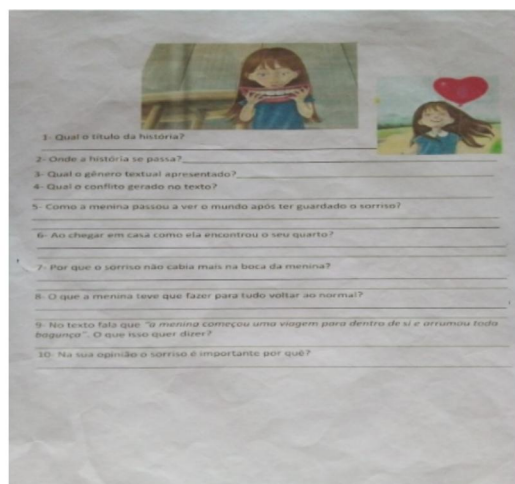 1- Qual o título da história?
2- Onde a história se passa?
3- Qual o gênero textual apresentado?
4- Qual o conflito gerado no texto?
5- Como a menina passou a ver o mundo após ter guardado o sorriso?
6- Ao chegar em casa como ela encontrou o seu quarto?
7- Por que o sorriso não cabia mais na boca da menina?
8- O que a menina teve que fazer para tudo voltar ao normal?
9- No texto fala que "a menina começou uma viagem para dentro de si e arrumou toda
bagunça". O que isso quer dizer?
10- Na sua opinião o sorriso é importante por quê?